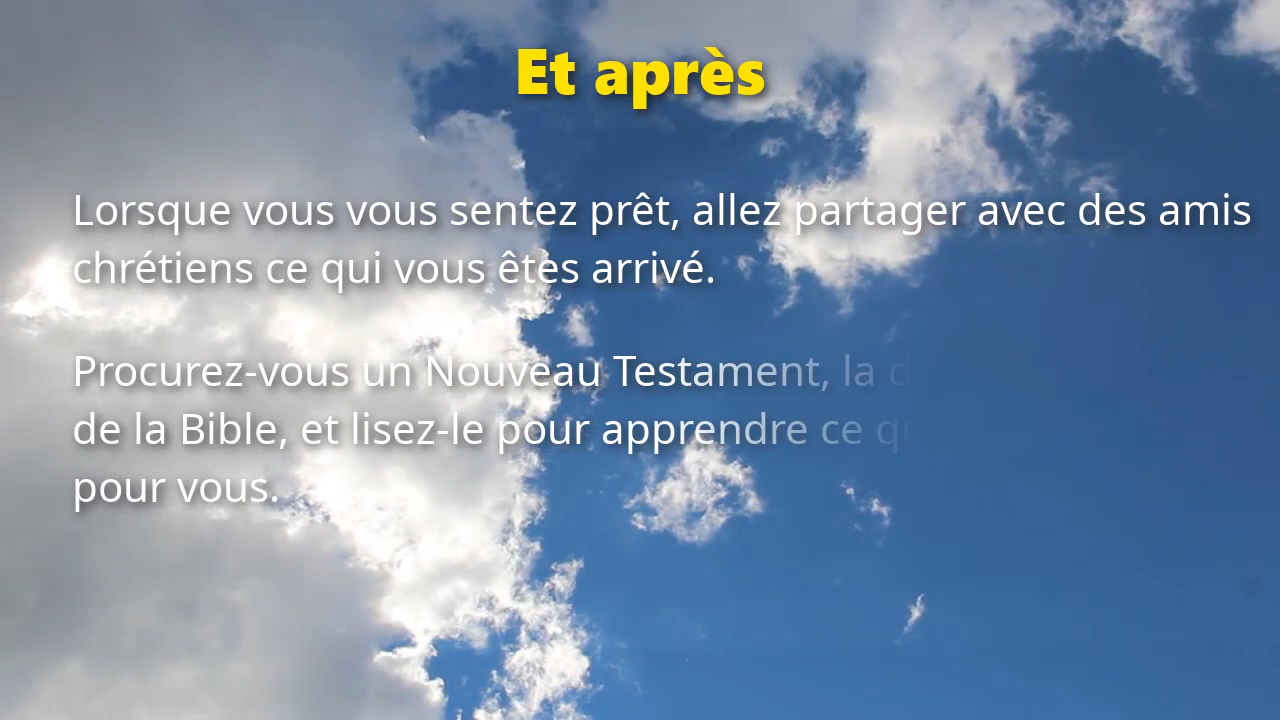 Et après
Lorsque vous vous sentez prêt, allez partager avec des amis
chrétiens ce qui vous êtes arrivé.
Procurez-vous un Nouveau Testament, la
de la Bible, et lisez-le pour apprendre ce
pour vous.